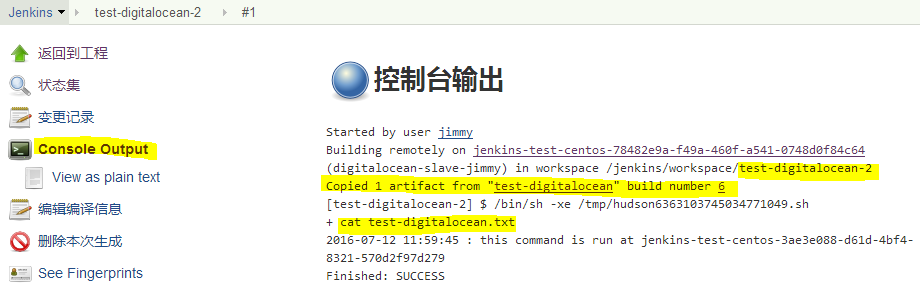 Jenkins test-digitalocean-2 #1
返回到工程
状态集
变更记录
Console Output
View as plain text
编辑编译信息
删除本次生成
See Fingerprints
控制台输出
Started by user jimmy
Building remotely on jenkins-test-centos-78482e9a-f49a-460f-a541-0748d0f84c64
(digitalocean-slave-jimmy) in workspace /jenkins/workspace/test-digitalocean-2
Copied 1 artifact from "test-digitalocean" build number 6
[test-digitalocean-2] $ /bin/sh -xe /tmp/hudson6363103745034771049.sh
+ cat test-digitalocean.txt
2016-07-12 11:59:45 : this command is run at jenkins-test-centos-3ae3e088-d61d-4bf4-
8321-570d2f97d279
Finished: SUCCESS